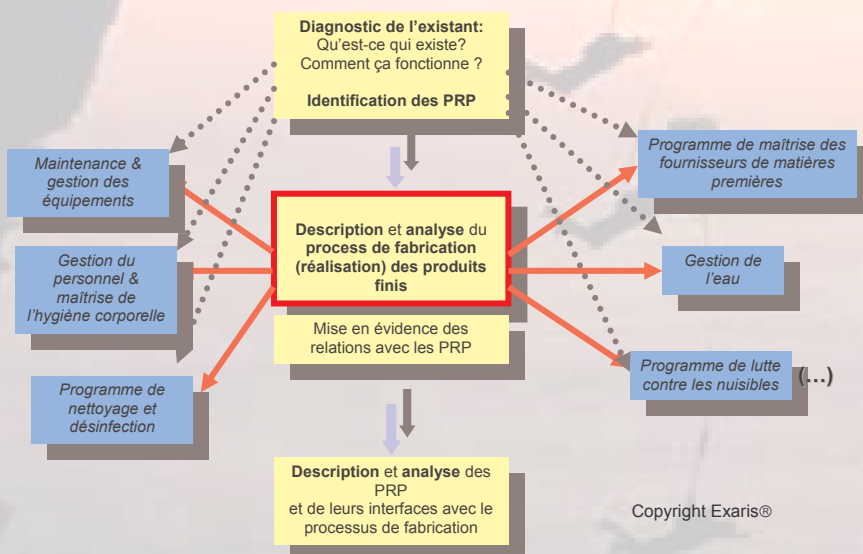 Diagnostic de l'existant:
Qu'est-ce qui existe?
Comment ça fonctionne ?
Identification des PRP
Maintenance &
gestion des
équipements
Programme de maîtrise des
fournisseurs de matières
premières
Description et analyse du
process de fabrication
(réalisation) des produits
finis
Gestion du
personnel &
maîtrise de
l'hygiène corporelle
Gestion de
l'eau
Mise en évidence des
relations avec les PRP
Programme de
nettoyage et
désinfection
Programme de lutte
contre les nuisibles
(...)
Description et analyse des
PRP
et de leurs interfaces avec le
processus de fabrication
Copyright Exaris®